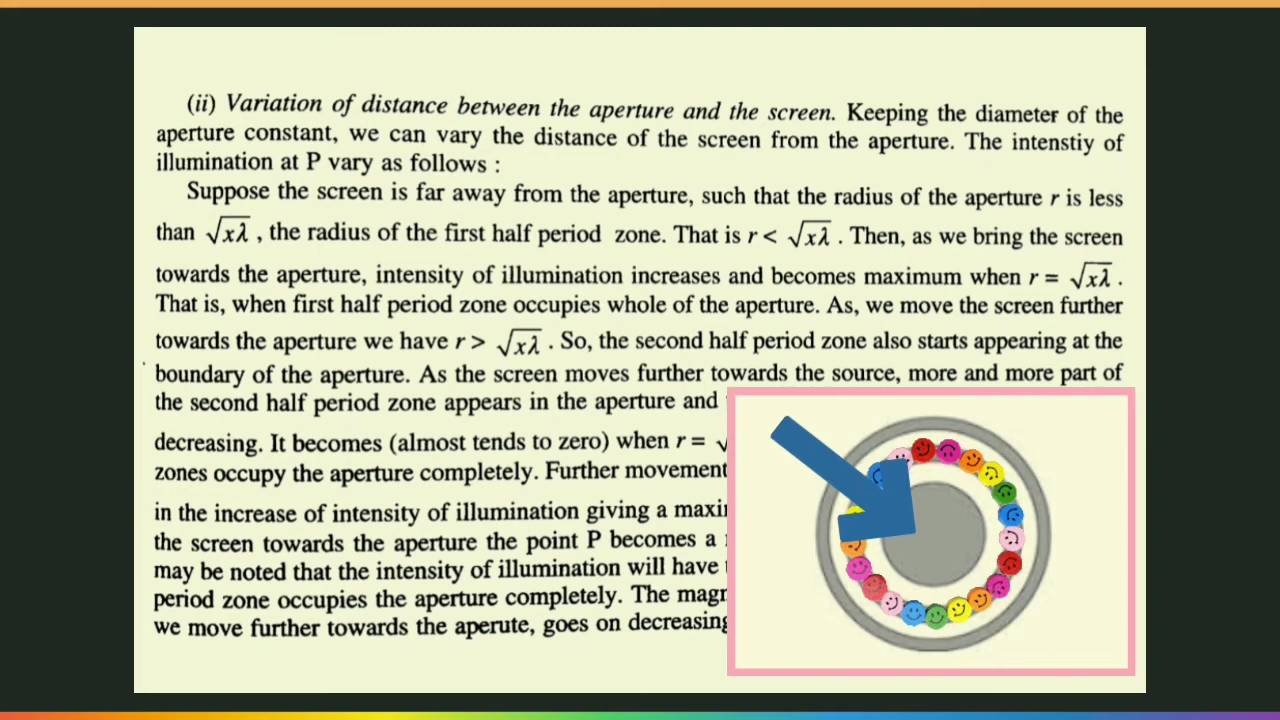 (ii) Variation of distance between the aperture and the screen. Keeping the diameter of the
aperture constant, we can vary the distance of the screen from the aperture. The intenstiy of
illumination at P vary as follows :
Suppose the screen is far away from the aperture, such that the radius of the aperture r is less
than √xλ , the radius of the first half period zone. That is r < √xλ . Then, as we bring the screen
towards the aperture, intensity of illumination increases and becomes maximum when r = √xλ .
That is, when first half period zone occupies whole of the aperture. As, we move the screen further
towards the aperture we have r > √xλ . So, the second half period zone also starts appearing at the
boundary of the aperture. As the screen moves further towards the source, more and more part of
the second half period zone appears in the aperture and
decreasing. It becomes (almost tends to zero) when r =
zones occupy the aperture completely. Further movement
in the increase of intensity of illumination giving a
the screen towards the aperture the point P becomes a
may be noted that the intensity of illumination will have
period zone occupies the aperture completely. The
we move further towards the aperute, goes on decreasing